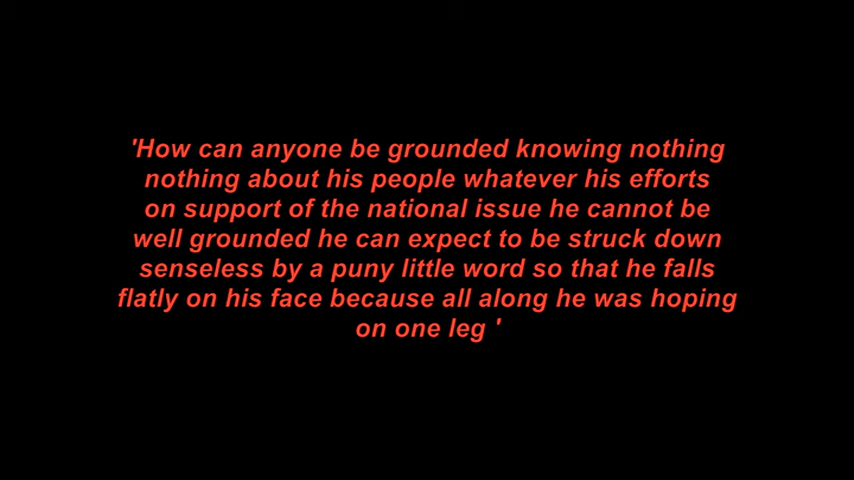 'How can anyone be grounded knowing nothing
nothing about his people whatever his efforts
on support of the national issue he cannot be
well grounded he can expect to be struck down
senseless by a puny little word so that he falls
flatly on his face because all along he was hoping
on one leg '